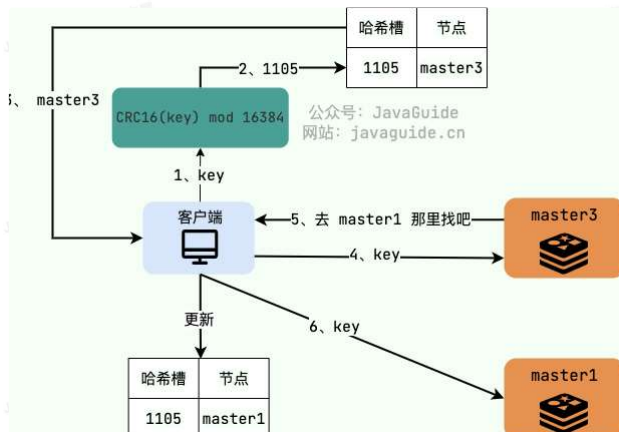 哈希槽 节点
1105 master3
2、1105
3、 master3
CRC16(key) mod 16384
公众号: JavaGuide
网站: javaguide.cn
1、key
客户端
5、去 master1 那里找吧
master3
4、key
更新
6、key
master1
哈希槽 节点
1105 master1